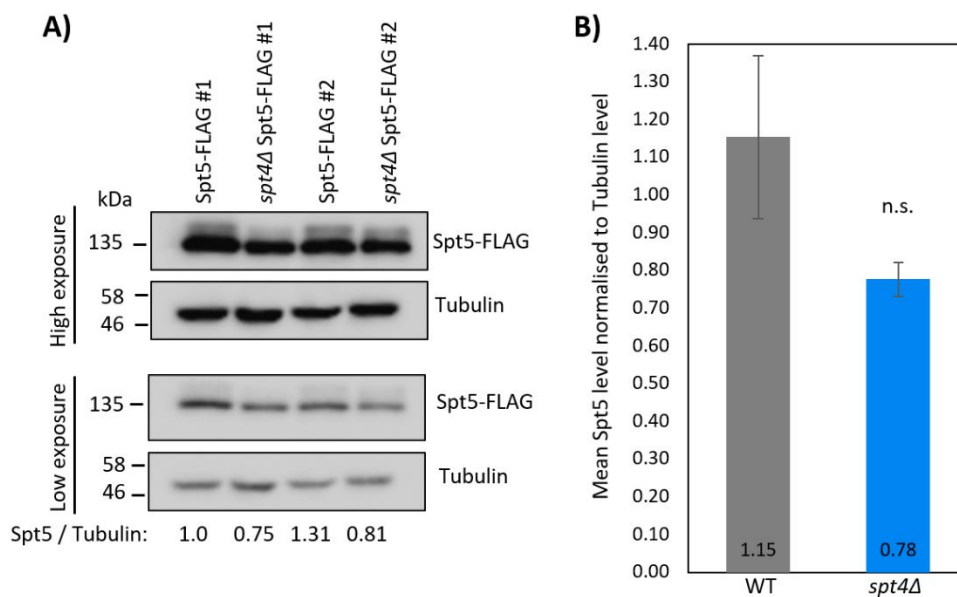 A)
Spt5-FLAG #1
spt4Δ Spt5-FLAG #1
Spt5-FLAG #2
spt4Δ Spt5-FLAG #2
kDa
High exposure
135
Spt5-FLAG
58
46
Tubulin
Low exposure
135
Spt5-FLAG
58
46
Tubulin
Spt5 / Tubulin: 1.0 0.75 1.31 0.81
B)
Mean Spt5 level normalised to Tubulin level
1.40
1.30
1.20
1.10
1.00
0.90
0.80
0.70
0.60
0.50
0.40
0.30
0.20
0.10
0.00
n.s.
1.15
0.78
WT
spt4Δ